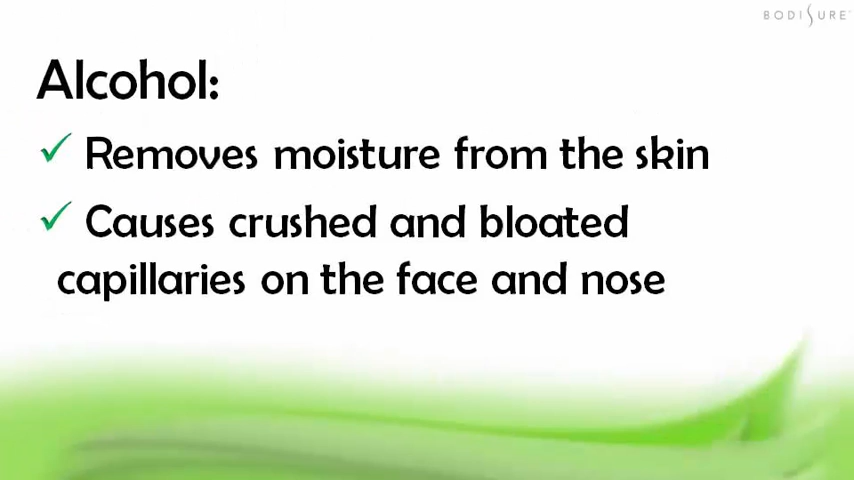 BODISURE
Alcohol:
✓ Removes moisture from the skin
✓ Causes crushed and bloated
capillaries on the face and nose